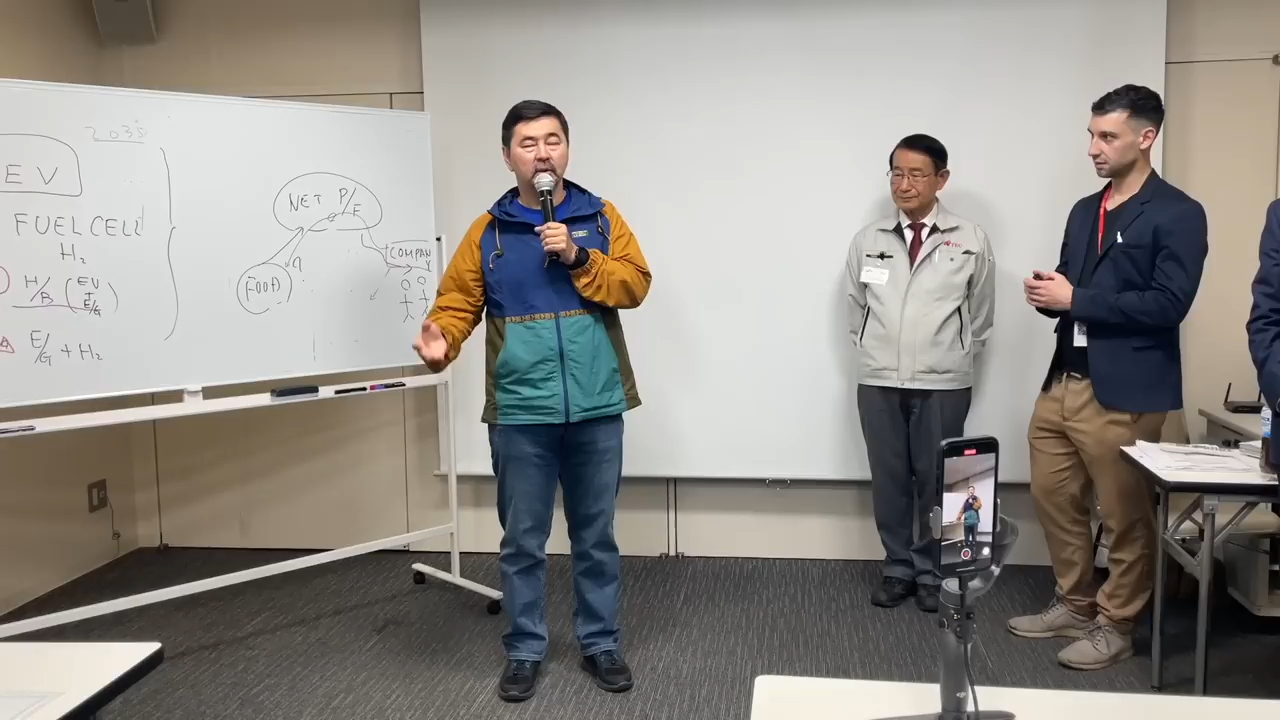 2035
EV
FUEL CELL
H₂
H/B (EV + E/G)
E/G + H₂
NET P/E
FOOD
COMPANY